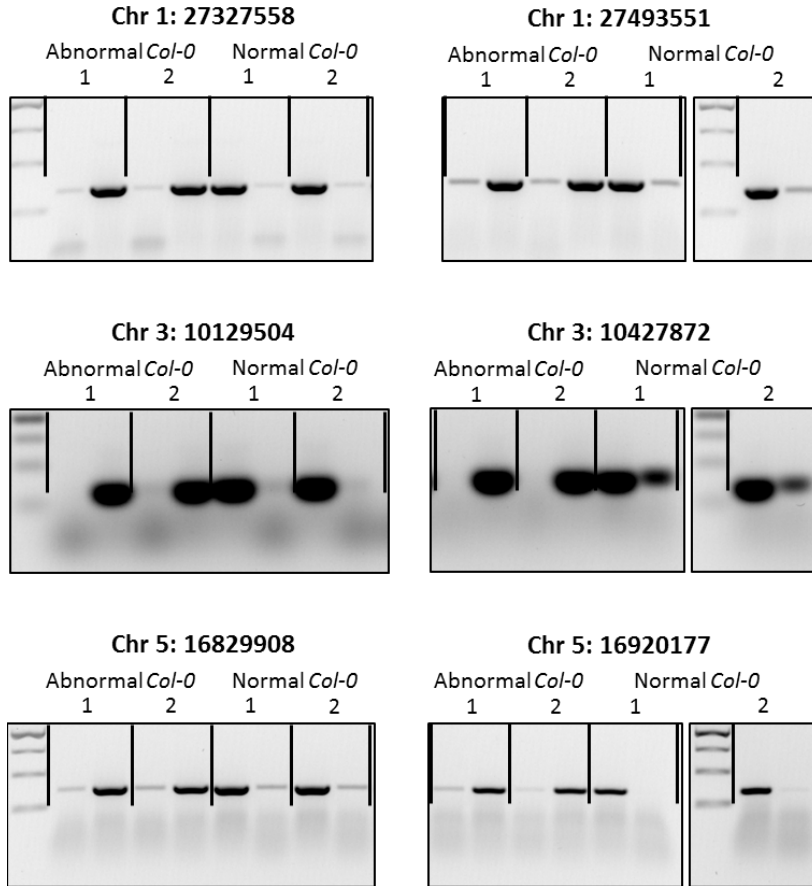 Chr 1: 27327558
Abnormal Col-0 Normal Col-0
1 2 1 2
Chr 1: 27493551
Abnormal Col-0 Normal Col-0
1 2 1 2
Chr 3: 10129504
Abnormal Col-0 Normal Col-0
1 2 1 2
Chr 3: 10427872
Abnormal Col-0 Normal Col-0
1 2 1 2
Chr 5: 16829908
Abnormal Col-0 Normal Col-0
1 2 1 2
Chr 5: 16920177
Abnormal Col-0 Normal Col-0
1 2 1 2